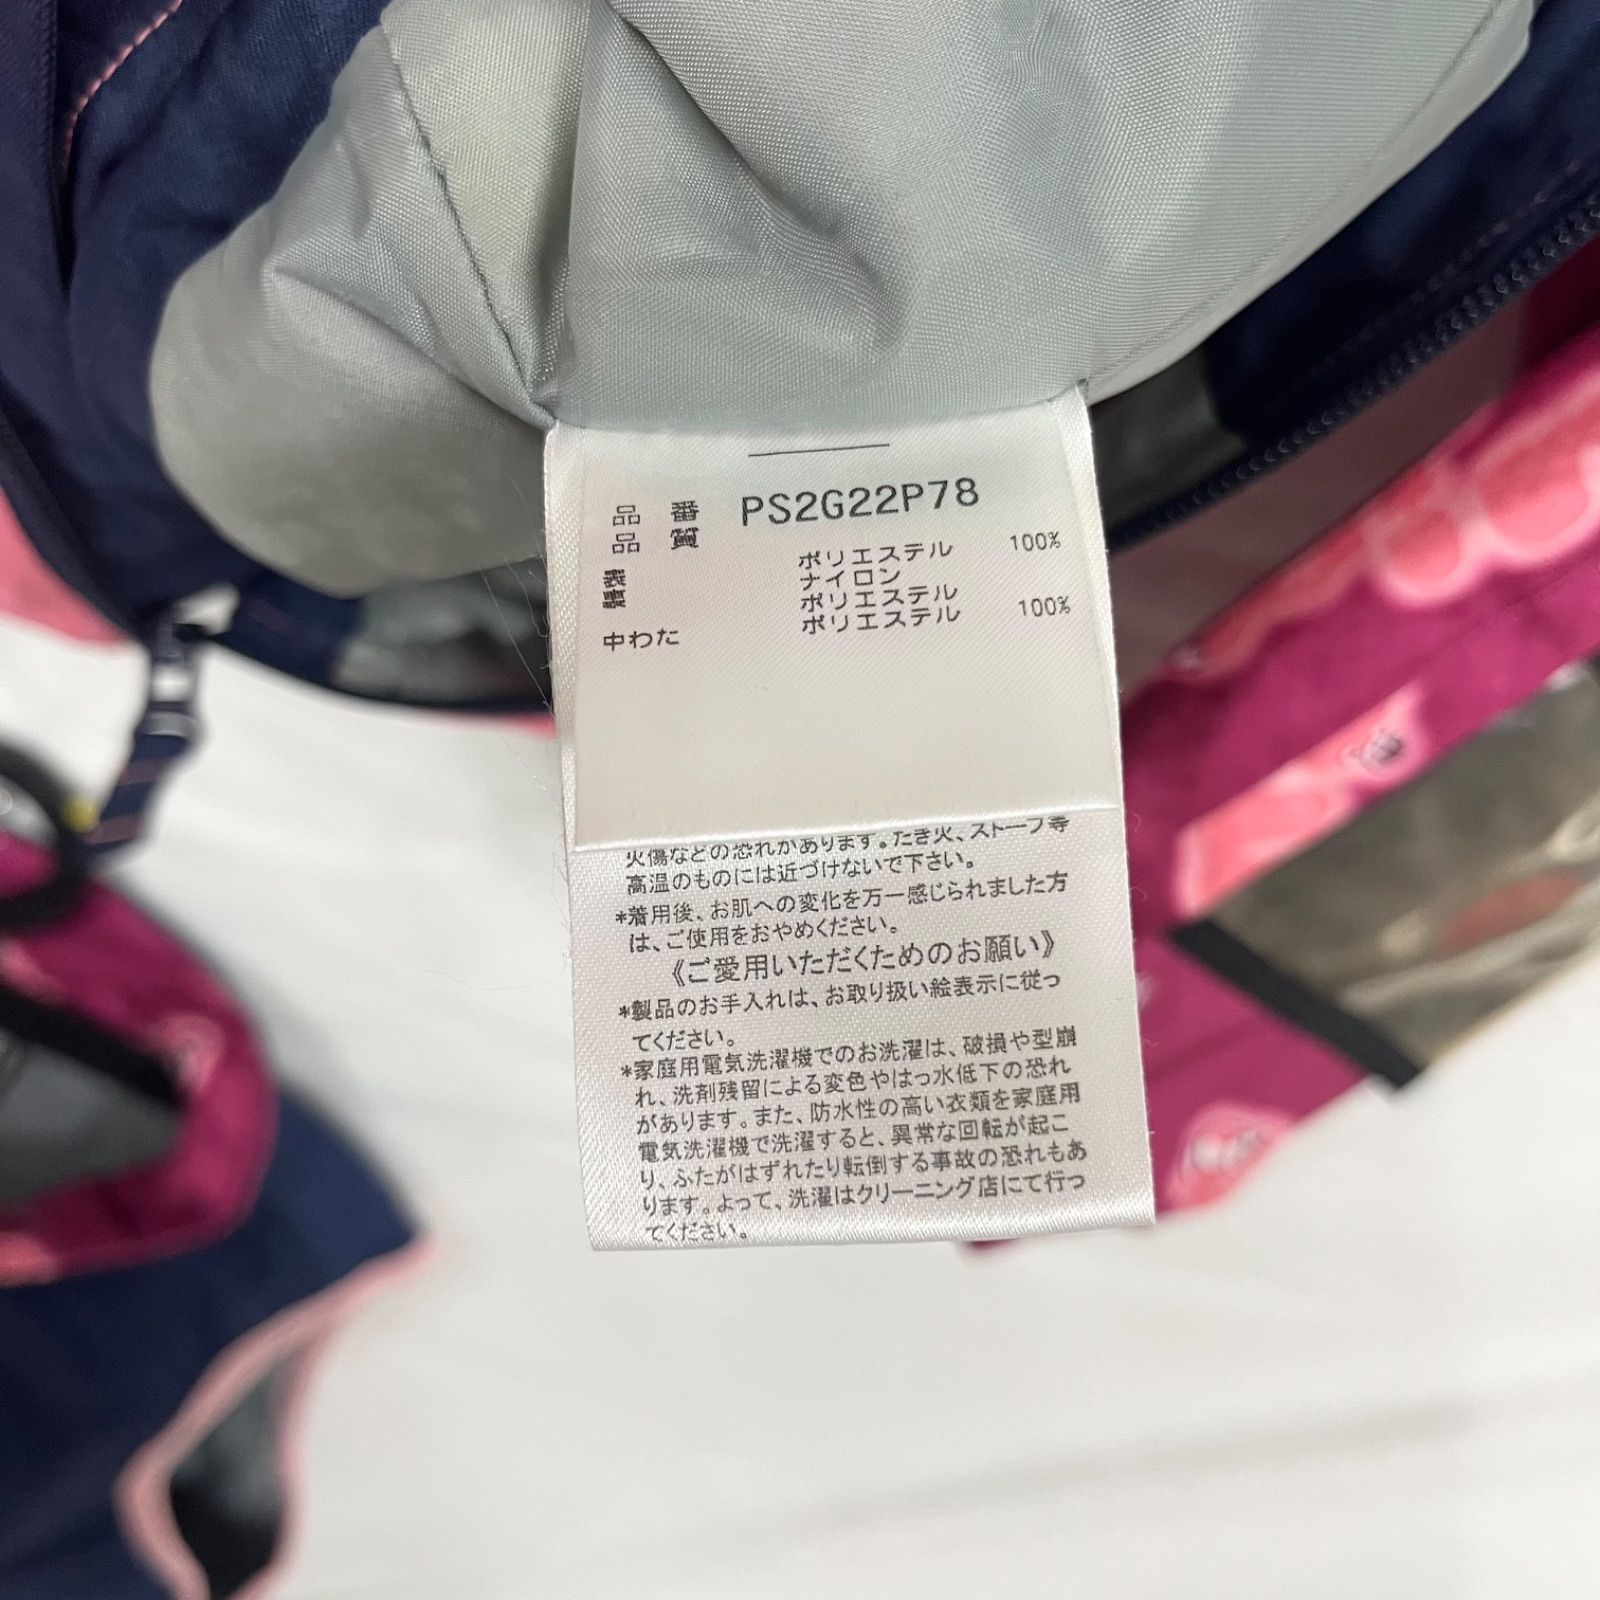 品 番 PS2G22P78
品 質
ポリエステル 100%
ナイロン
ポリエステル
中わた ポリエステル 100%
火傷などの恐れがあります。たき火、ストーブ等
高温のものには近づけないで下さい。
*着用後、お肌への変化を万一感じられました方
は、ご使用をおやめください。
《ご愛用いただくためのお願い》
*製品のお手入れは、お取り扱い絵表示に従っ
てください。
*家庭用電気洗濯機でのお洗濯は、破損や型崩
れ、洗剤残留による変色やはっ水低下の恐れ
があります。また、防水性の高い衣類を家庭用
電気洗濯機で洗濯すると、異常な回転が起こ
り、ふたがはずれたり転倒する事故の恐れもあ
ります。よって、洗濯はクリーニング店にて行っ
てください。